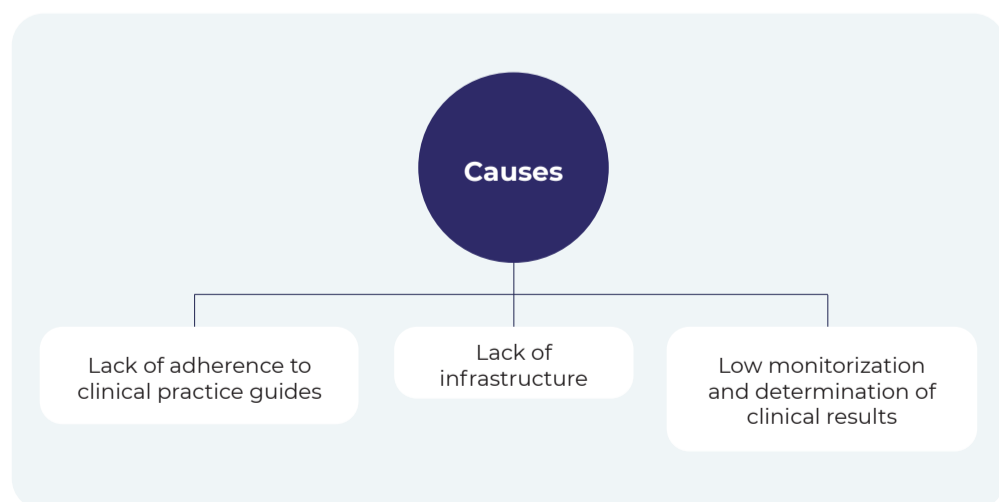 Causes
Lack of adherence to
clinical practice guides
Lack of
infrastructure
Low monitorization
and determination of
clinical results